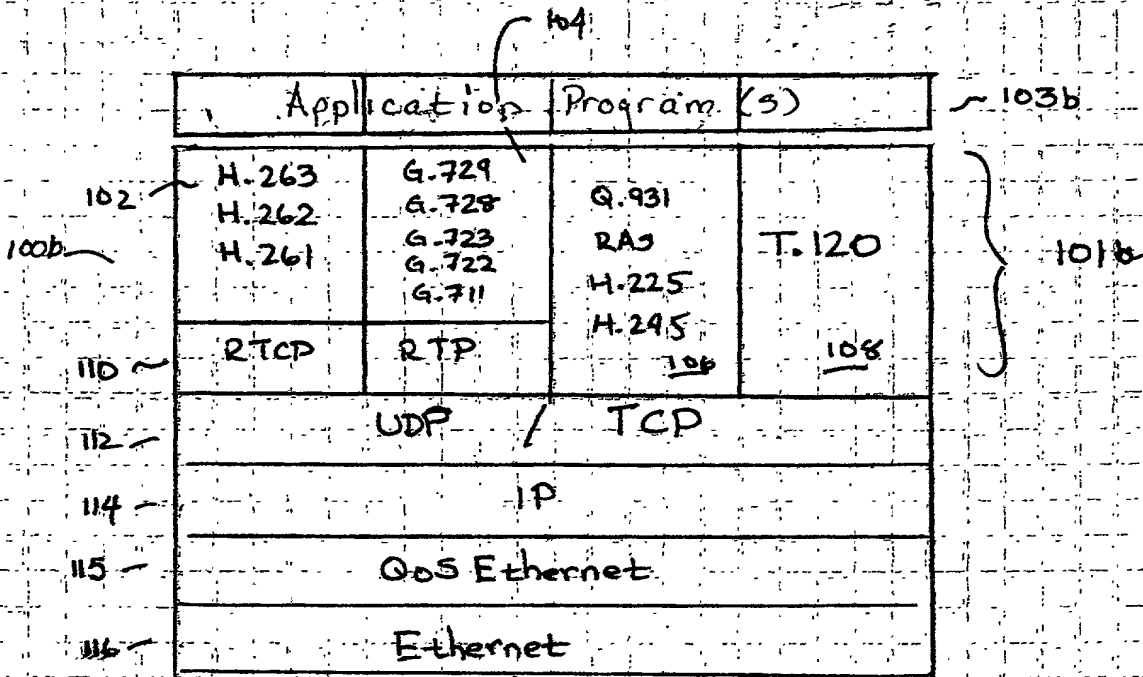 104
Application Program (s)
103b
102
H.263
H.262
H.261
G.729
G.728
G.723
G.722
G.711
Q.931
RAS
H.225
H.245
106
T.120
108
100b
101b
110
RTCP
RTP
112
UDP / TCP
114
IP
115
QoS Ethernet
116
Ethernet